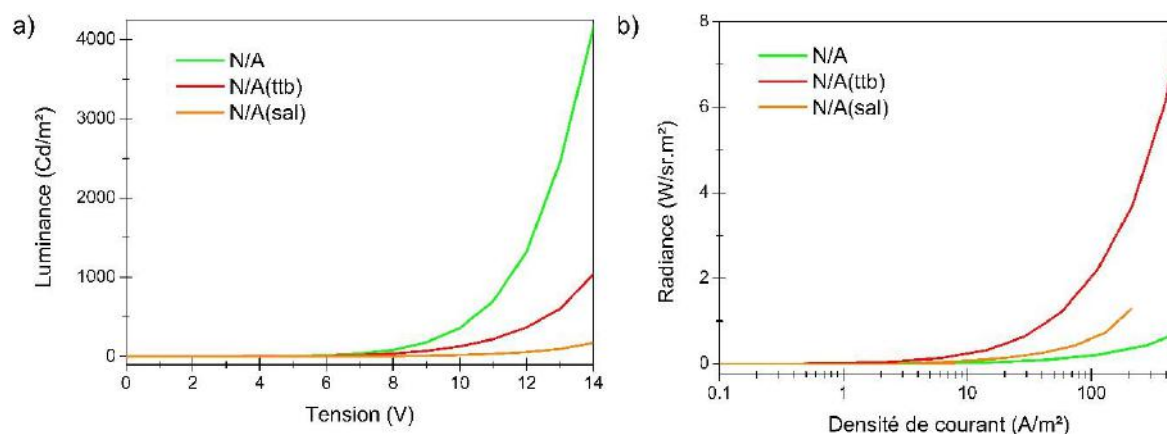 a)
N/A
N/A(ttb)
N/A(sal)
Luminance (Cd/m²)
4000
3000
2000
1000
0
0 2 4 6 8 10 12 14
Tension (V)
b)
N/A
N/A(ttb)
N/A(sal)
Radiance (W/sr.m²)
8
6
4
2
0
0.1 1 10 100
Densité de courant (A/m²)